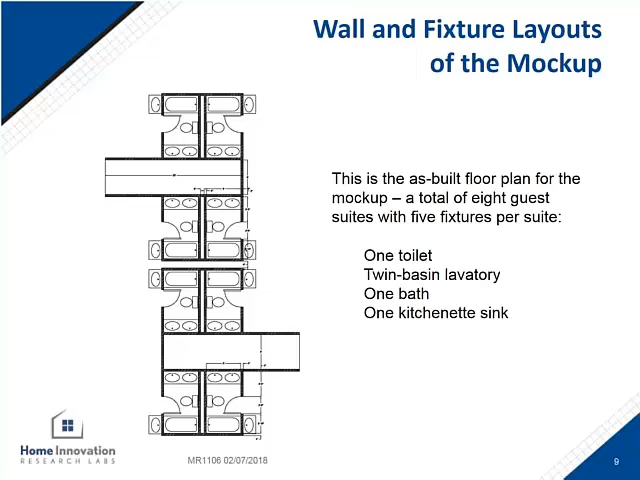 Wall and Fixture Layouts
of the Mockup
This is the as-built floor plan for the
mockup – a total of eight guest
suites with five fixtures per suite:
One toilet
Twin-basin lavatory
One bath
One kitchenette sink
Home Innovation
RESEARCH LABS
MR1106 02/07/2018
9